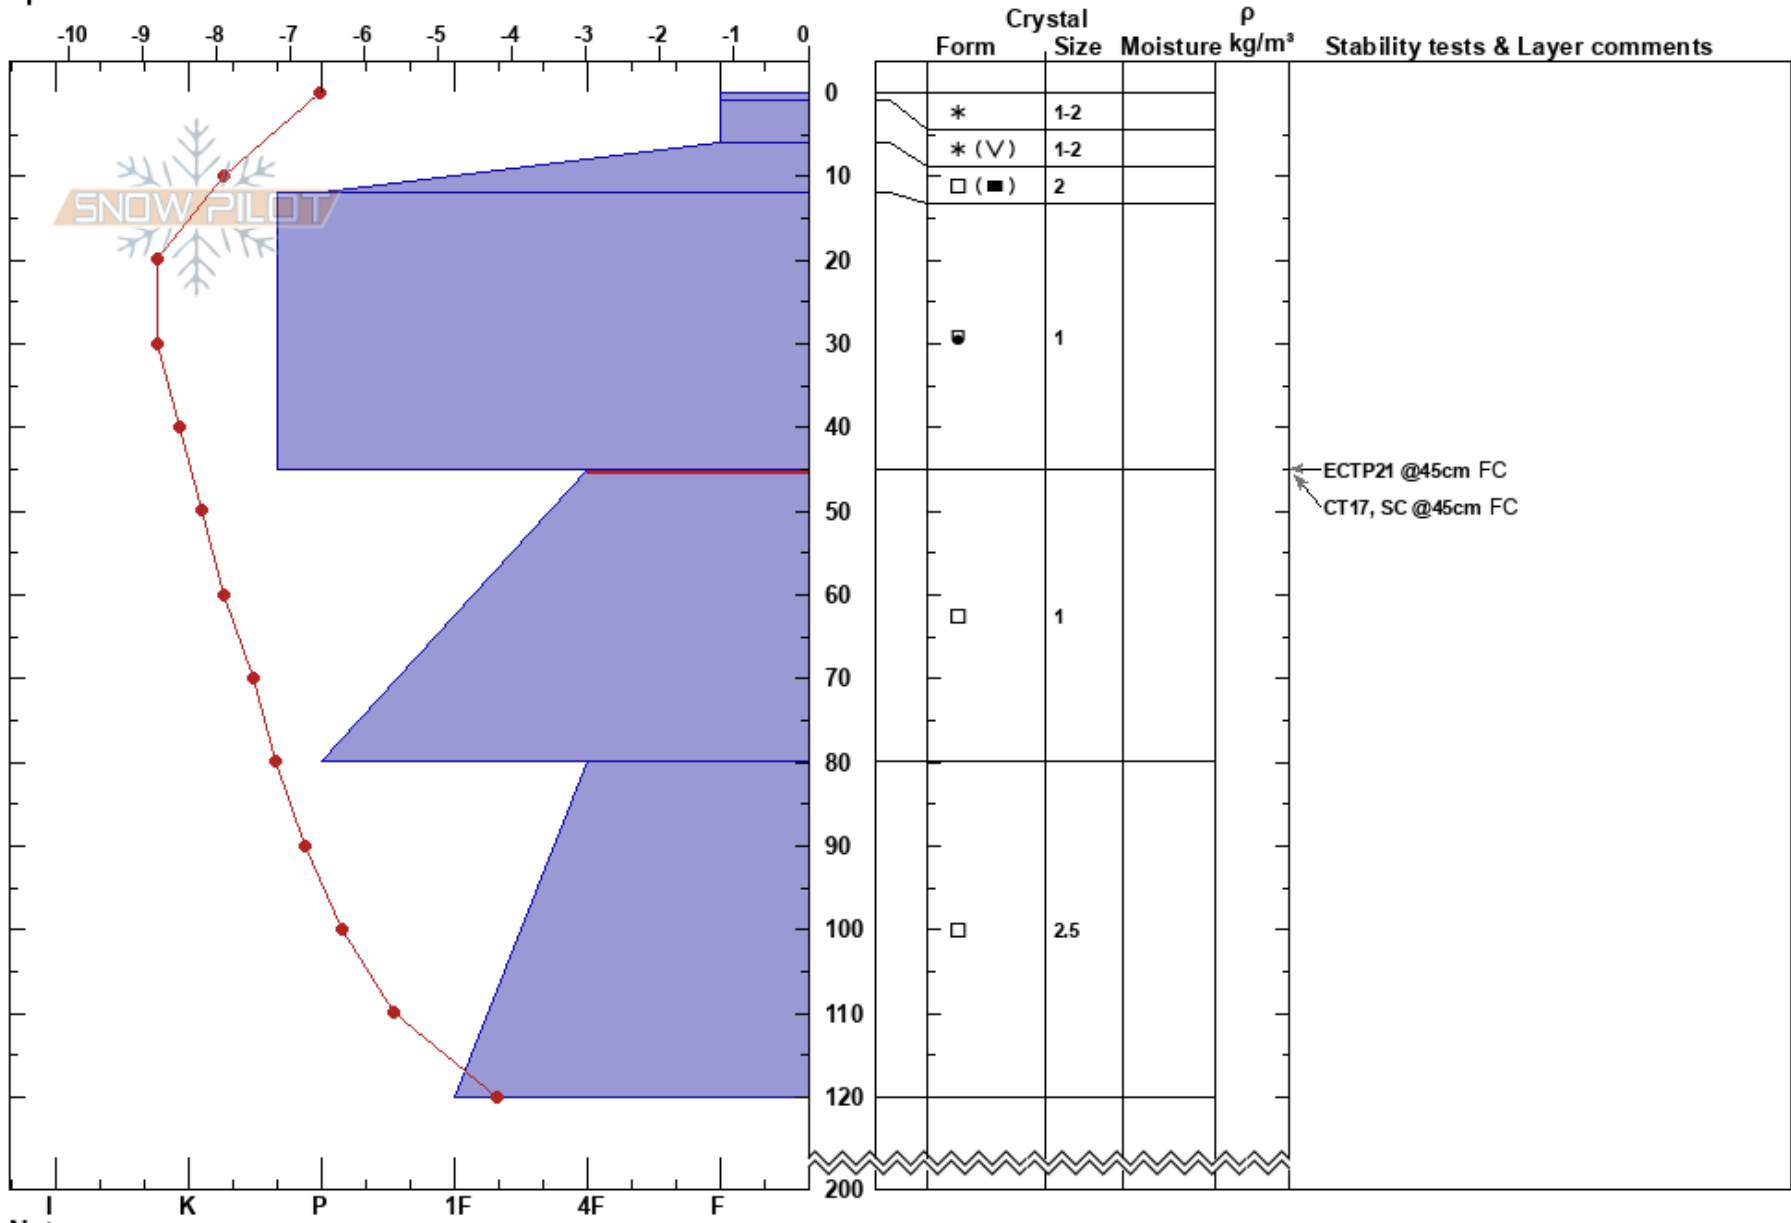 Crystal ρ
-10 -9 -8 -7 -6 -5 -4 -3 -2 -1 0 Form Size Moisture kg/m³ Stability tests & Layer comments
0
1-2
1-2
SNOW PILOT
10
2
20
30 1
40
ECTP21 @45cm FC
50 CT17, SC @45cm FC
60
1
70
80
90
100 2.5
110
120
200
I K P 1F 4F F